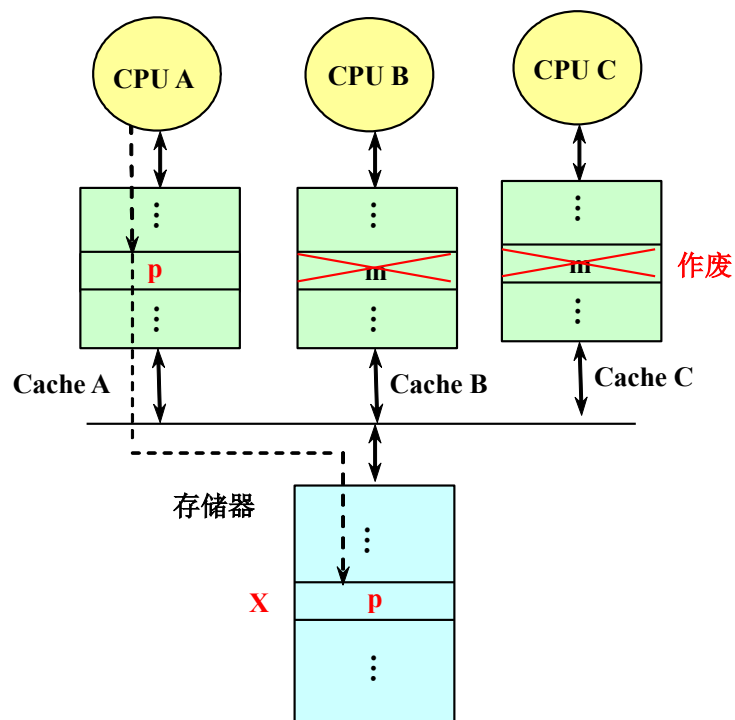 CPU A
CPU B
CPU C
⋮
⋮
⋮
p
m
m
作废
⋮
⋮
⋮
Cache A
Cache B
Cache C
存储器
⋮
X
p
⋮